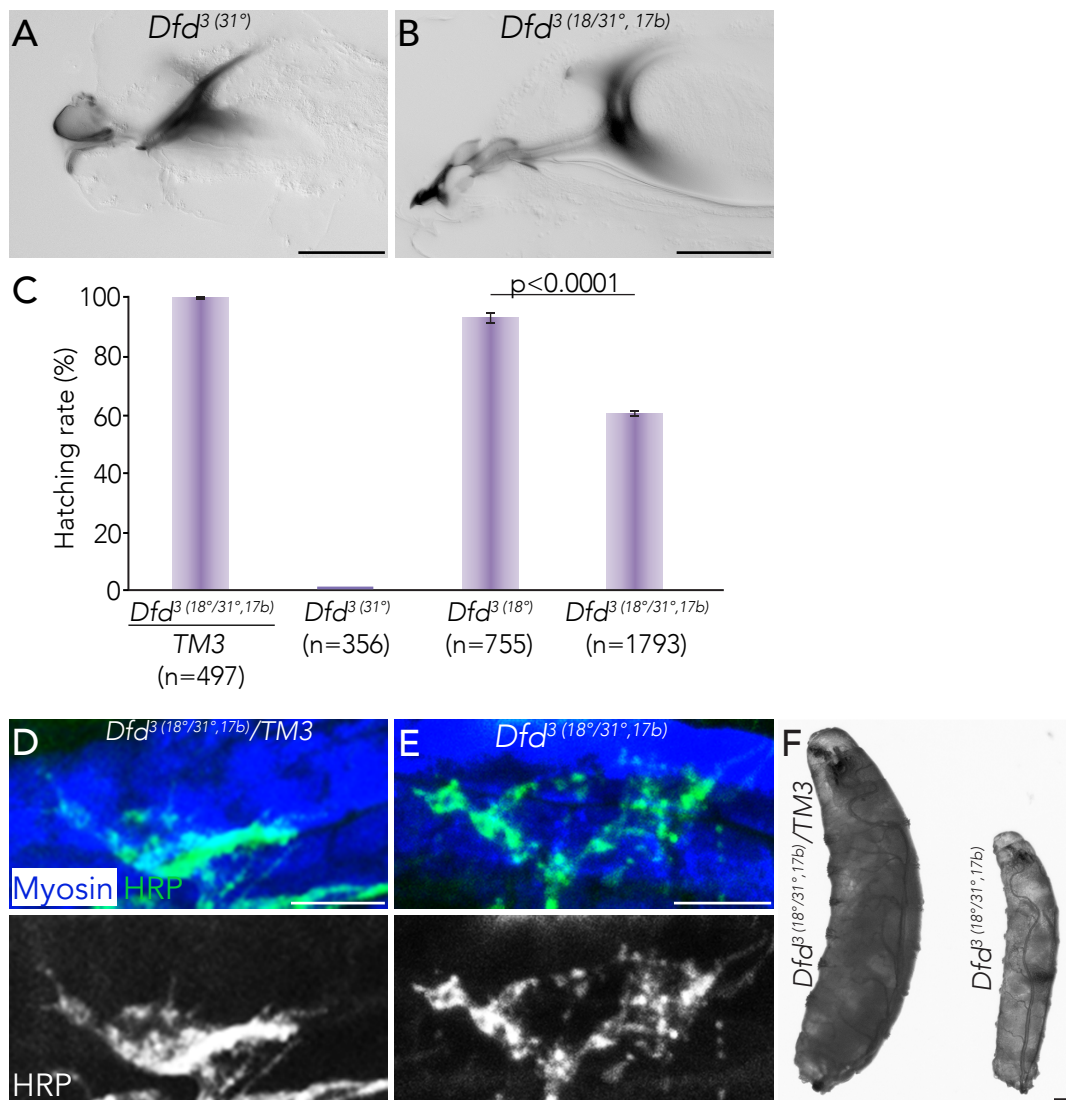 A
Dfd3 (31°)
B
Dfd3 (18/31°, 17b)
C
p<0.0001
Hatching rate (%)
100
80
60
40
20
0
Dfd3 (18°/31°,17b)
TM3
(n=497)
Dfd3 (31°)
(n=356)
Dfd3 (18°)
(n=755)
Dfd3 (18°/31°,17b)
(n=1793)
D
Dfd3 (18°/31°,17b)/TM3
Myosin HRP
HRP
E
Dfd3 (18°/31°,17b)
F
Dfd3 (18°/31°,17b)/TM3
Dfd3 (18°/31°,17b)